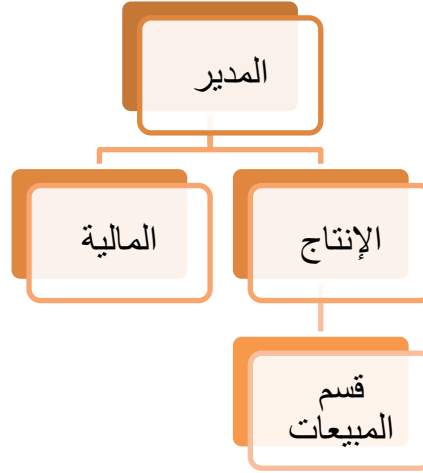 المدير
الإنتاج
المالية
قسم
المبيعات